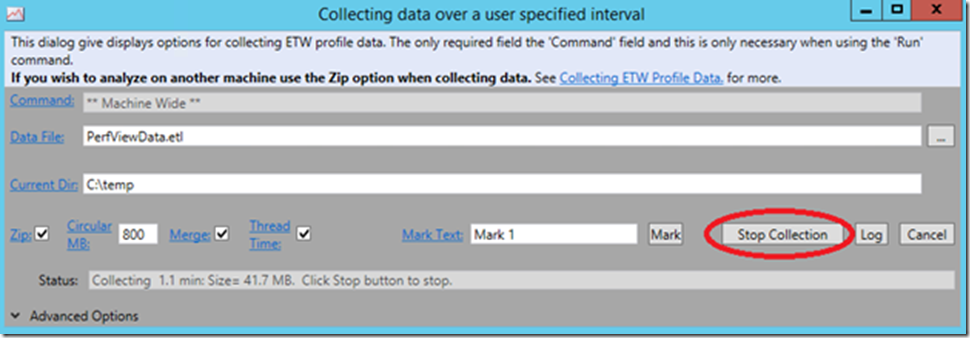 Collecting data over a user specified interval
This dialog give displays options for collecting ETW profile data. The only required field the 'Command' field and this is only necessary when using the 'Run'
command.
If you wish to analyze on another machine use the Zip option when collecting data. See Collecting ETW Profile Data. for more.
Command: ** Machine Wide **
Data File: PerfViewData.etl ...
Current Dir: C:\temp
Zip: Circular MB: 800 Merge: Thread Time: Mark Text: Mark 1 Mark Stop Collection Log Cancel
Status: Collecting 1.1 min: Size= 41.7 MB. Click Stop button to stop.
Advanced Options